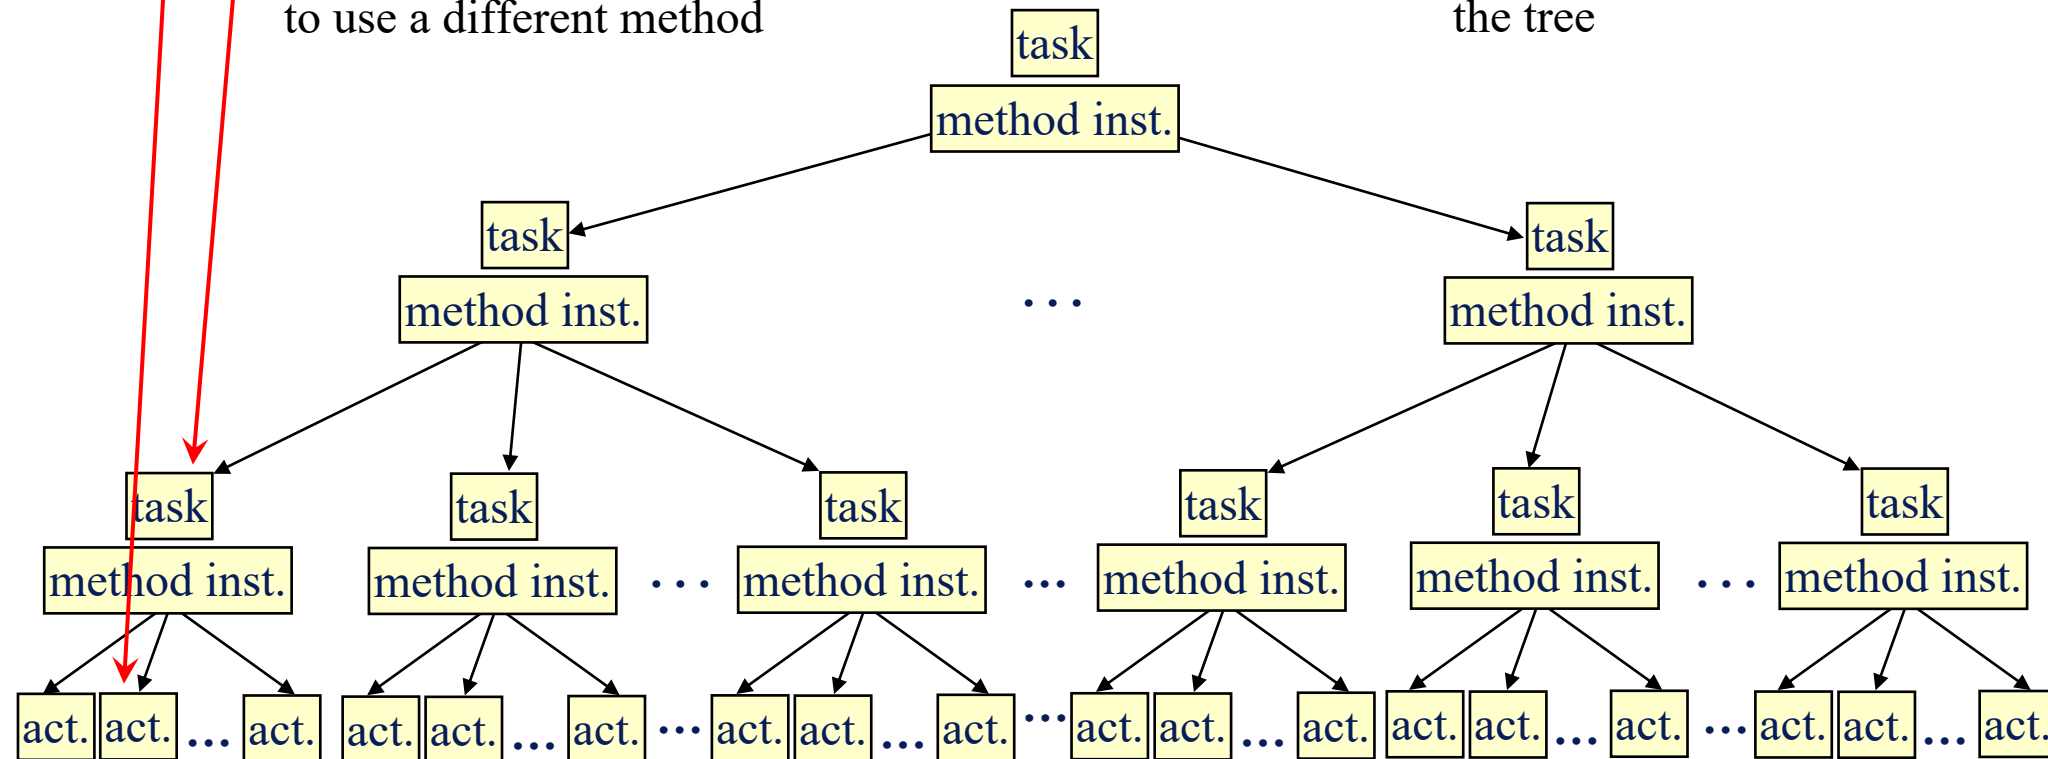 to use a different method
the tree
task
method inst.
task
task
method inst.
...
method inst.
task
task
task
task
task
task
method inst.
method inst.
...
method inst.
...
method inst.
method inst.
...
method inst.
act.
act.
...
act.
act.
act.
...
act.
...
act.
act.
...
act.
...
act.
act.
...
act.
act.
act.
...
act.
...
act.
act.
...
act.